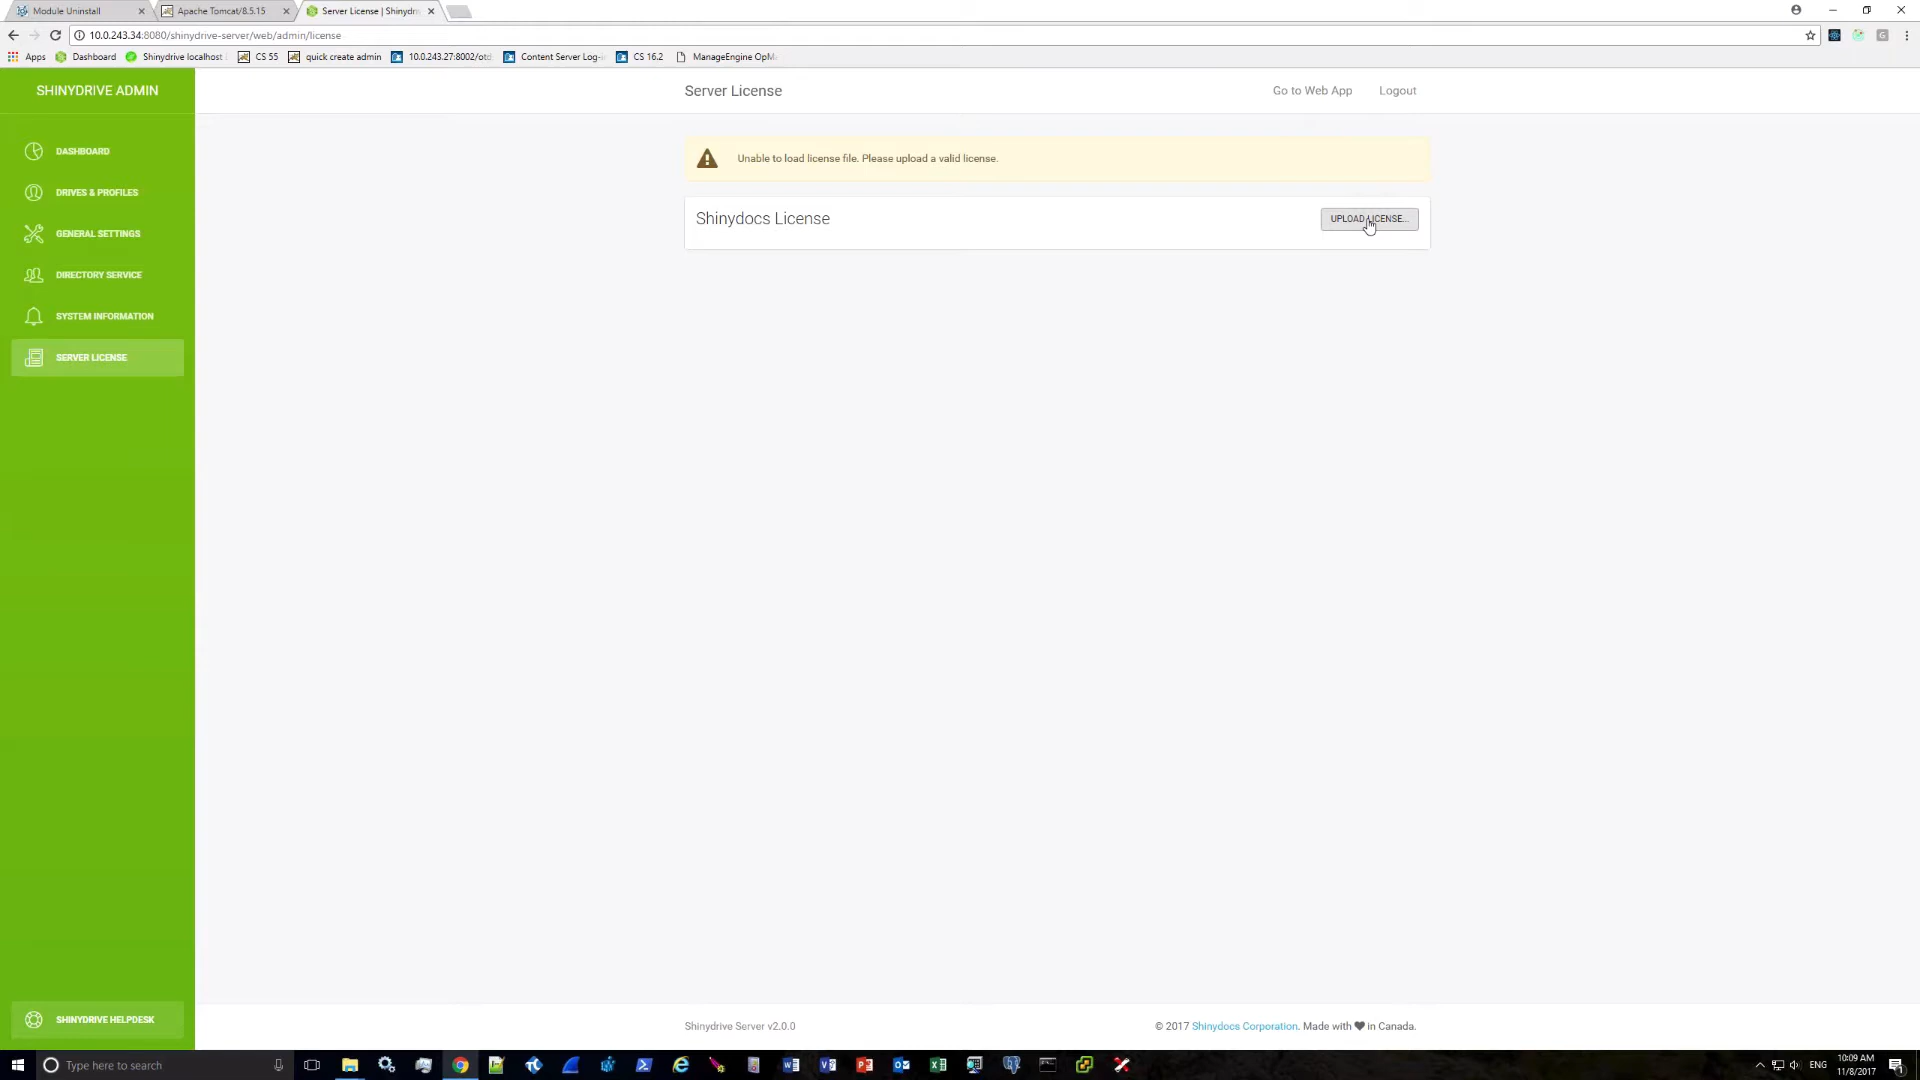 Module Uninstall
Apache Tomcat/8.5.15
Server License | Shinydri
10.0.243.34:8080/shinydrive-server/web/admin/license
Apps
Dashboard
Shinydrive localhost
CS 55
quick create admin
10.0.243.27:8002/otd
Content Server Log-i
CS 16.2
ManageEngine OpM
SHINYDRIVE ADMIN
Server License
Go to Web App
Logout
DASHBOARD
Unable to load license file. Please upload a valid license.
DRIVES & PROFILES
Shinydocs License
UPLOAD LICENSE...
GENERAL SETTINGS
DIRECTORY SERVICE
SYSTEM INFORMATION
SERVER LICENSE
SHINYDRIVE HELPDESK
Shinydrive Server v2.0.0
© 2017 Shinydocs Corporation. Made with ♥ in Canada.
Type here to search
ENG
10:09 AM
11/8/2017